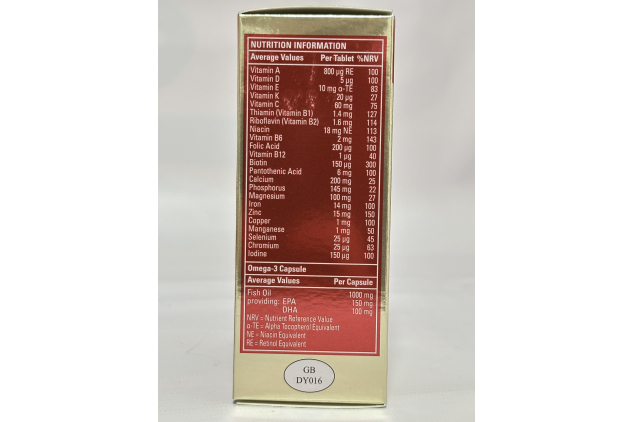 NUTRITION INFORMATION
Average Values Per Tablet %NRV
Vitamin A 800 µg RE 100
Vitamin D 5 µg 100
Vitamin E 10 mg α-TE 83
Vitamin K 20 µg 27
Vitamin C 60 mg 75
Thiamin (Vitamin B1) 1.4 mg 127
Riboflavin (Vitamin B2) 1.6 mg 114
Niacin 18 mg NE 113
Vitamin B6 2 mg 143
Folic Acid 200 µg 100
Vitamin B12 1 µg 40
Biotin 150 µg 300
Pantothenic Acid 6 mg 100
Calcium 200 mg 25
Phosphorus 145 mg 22
Magnesium 100 mg 27
Iron 14 mg 100
Zinc 15 mg 150
Copper 1 mg 100
Manganese 1 mg 50
Selenium 25 µg 45
Chromium 25 µg 63
Iodine 150 µg 100
Omega-3 Capsule
Average Values Per Capsule
Fish Oil 1000 mg
providing: EPA 150 mg
DHA 100 mg
NRV = Nutrient Reference Value
α-TE = Alpha Tocopherol Equivalent
NE = Niacin Equivalent
RE = Retinol Equivalent
GB
DY016